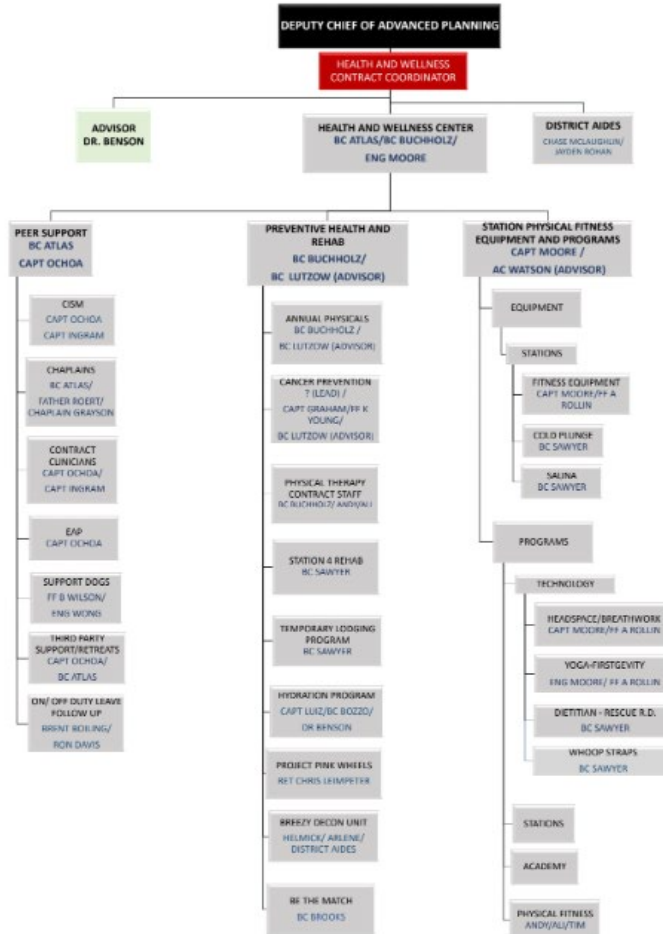 DEPUTY CHIEF OF ADVANCED PLANNING
HEALTH AND WELLNESS
CONTRACT COORDINATOR
ADVISOR
DR. BENSON
HEALTH AND WELLNESS CENTER
BC ATLAS/BC BUCHHOLZ/
ENG MOORE
DISTRICT AIDES
CHASE MCLAUGHLIN/
JAYDEN BOHAN
PEER SUPPORT
BC ATLAS
CAPT OCHOA
CISM
CAPT OCHOA
CAPT INGRAM
CHAPLAINS
BC ATLAS/
FATHER ROERT/
CHAPLAIN GRAYSON
CONTRACT
CLINICIANS
CAPT OCHOA/
CAPT INGRAM
EAP
CAPT OCHOA
SUPPORT DOGS
FF B WILSON/
ENG WONG
THIRD PARTY
SUPPORT/RETREATS
CAPT OCHOA/
BC ATLAS
ON/ OFF DUTY LEAVE
FOLLOW UP
BRENT BOILING/
RON DAVIS
PREVENTIVE HEALTH AND
REHAB
BC BUCHHOLZ/
BC LUTZOW (ADVISOR)
ANNUAL PHYSICALS
BC BUCHHOLZ /
BC LUTZOW (ADVISOR)
CANCER PREVENTION
? (LEAD) /
CAPT GRAHAM/FF K
YOUNG/
BC LUTZOW (ADVISOR)
PHYSICAL THERAPY
CONTRACT STAFF
BC BUCHHOLZ/ ANDY/ALI
STATION 4 REHAB
BC SAWYER
TEMPORARY LODGING
PROGRAM
BC SAWYER
HYDRATION PROGRAM
CAPT LUIZ/BC BOZZO/
DR BENSON
PROJECT PINK WHEELS
RET CHRIS LEIMPETER
BREEZY DECON UNIT
HELMICK/ ARLENE/
DISTRICT AIDES
BE THE MATCH
BC BROOKS
STATION PHYSICAL FITNESS
EQUIPMENT AND PROGRAMS
CAPT MOORE /
AC WATSON (ADVISOR)
EQUIPMENT
STATIONS
FITNESS EQUIPMENT
CAPT MOORE/FF A
ROLLIN
COLD PLUNGE
BC SAWYER
SAUNA
BC SAWYER
PROGRAMS
TECHNOLOGY
HEADSPACE/BREATHWORK
CAPT MOORE/FF A ROLLIN
YOGA-FIRSTGEVITY
ENG MOORE/ FF A ROLLIN
DIETITIAN - RESCUE R.D.
BC SAWYER
WHOOP STRAPS
BC SAWYER
STATIONS
ACADEMY
PHYSICAL FITNESS
ANDY/ALI/TIM